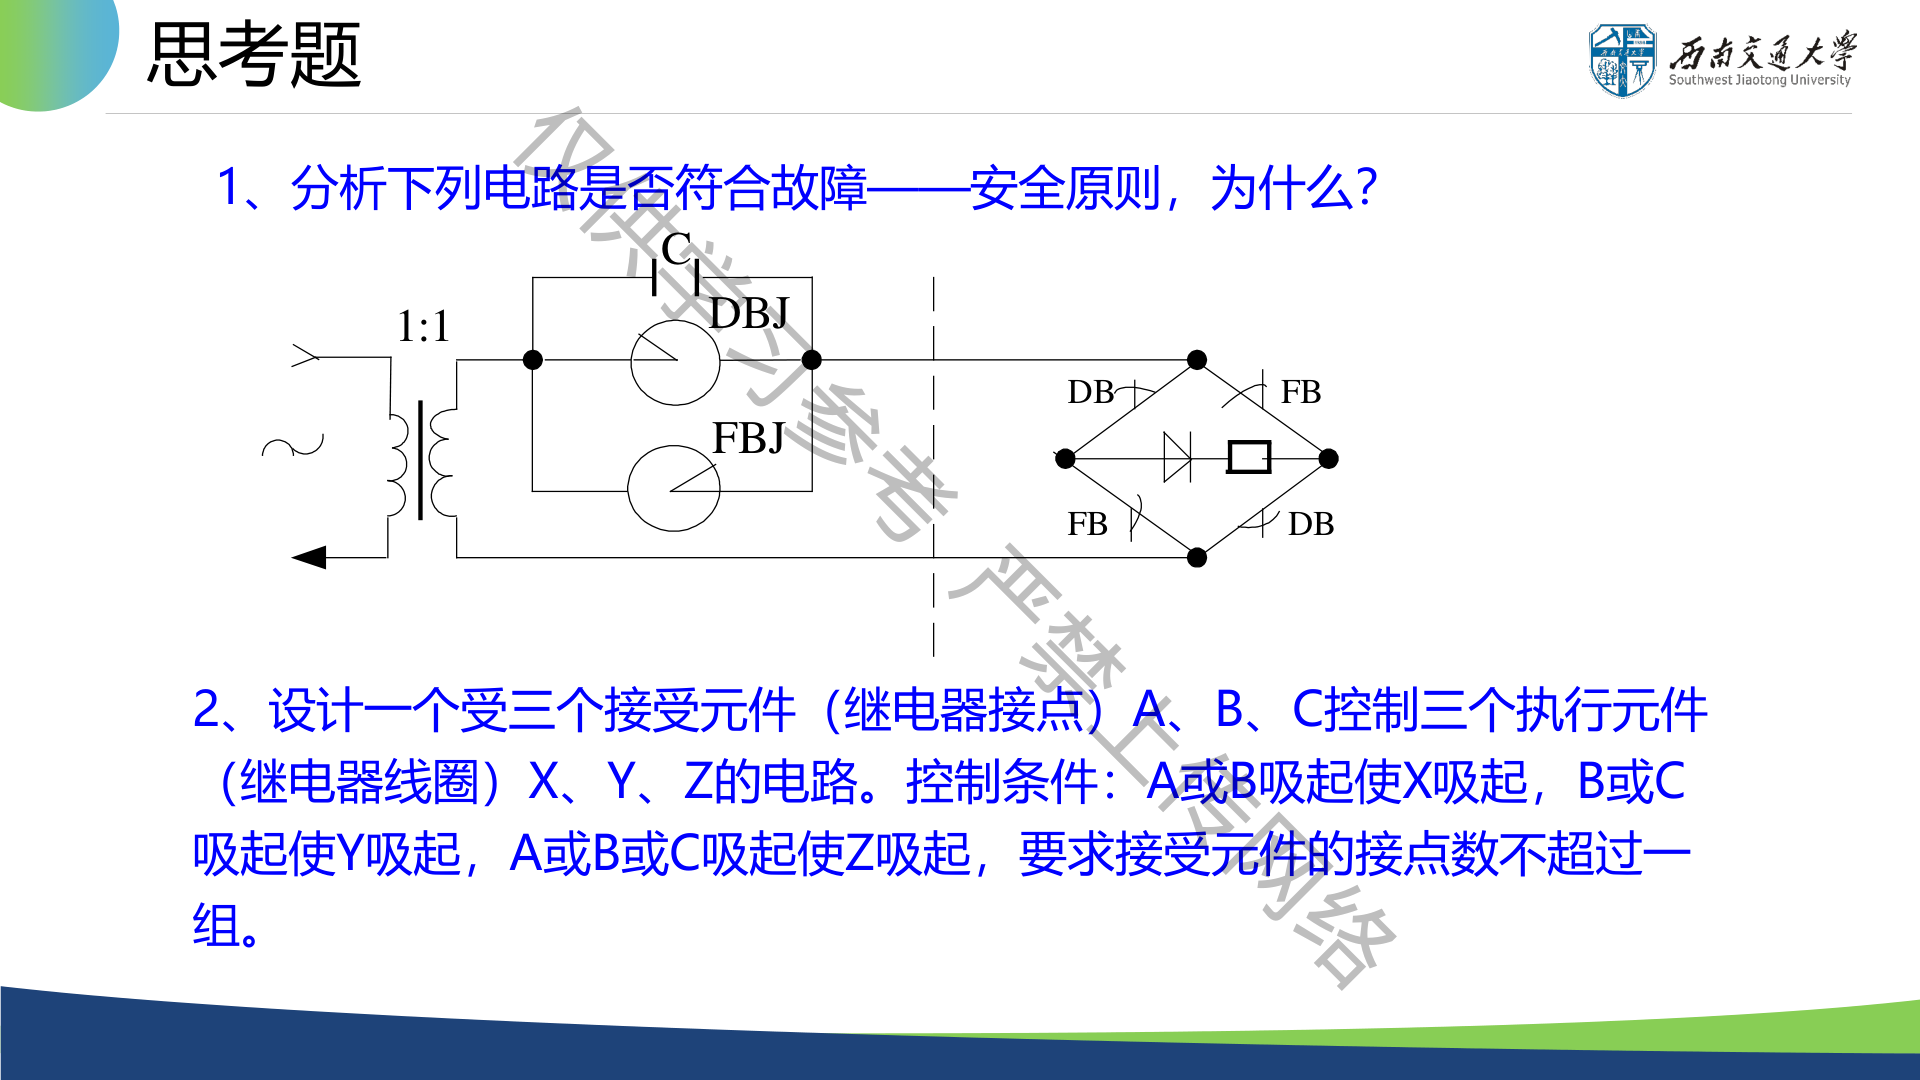 思考题
西南交通大学
Southwest Jiaotong University
1、分析下列电路是否符合故障——安全原则，为什么？
C
DBJ
1:1
FBJ
DB
FB
FB
DB
2、设计一个受三个接受元件（继电器接点）A、B、C控制三个执行元件
（继电器线圈）X、Y、Z的电路。控制条件：A或B吸起使X吸起，B或C
吸起使Y吸起，A或B或C吸起使Z吸起，要求接受元件的接点数不超过一
组。
仅供学习参考 严禁上传网络